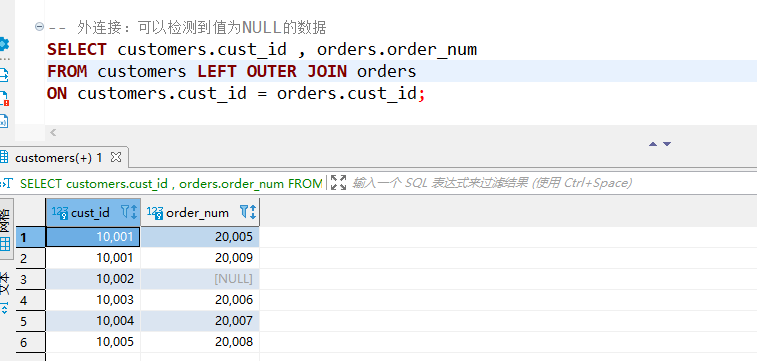 -- 外连接：可以检测到值为NULL的数据
SELECT customers.cust_id , orders.order_num
FROM customers LEFT OUTER JOIN orders
ON customers.cust_id = orders.cust_id;
customers(+) 1
SELECT customers.cust_id , orders.order_num FROM
输入一个 SQL 表达式来过滤结果 (使用 Ctrl+Space)
网格
文本
123 cust_id 123 order_num
1 10,001 20,005
2 10,001 20,009
3 10,002 [NULL]
4 10,003 20,006
5 10,004 20,007
6 10,005 20,008